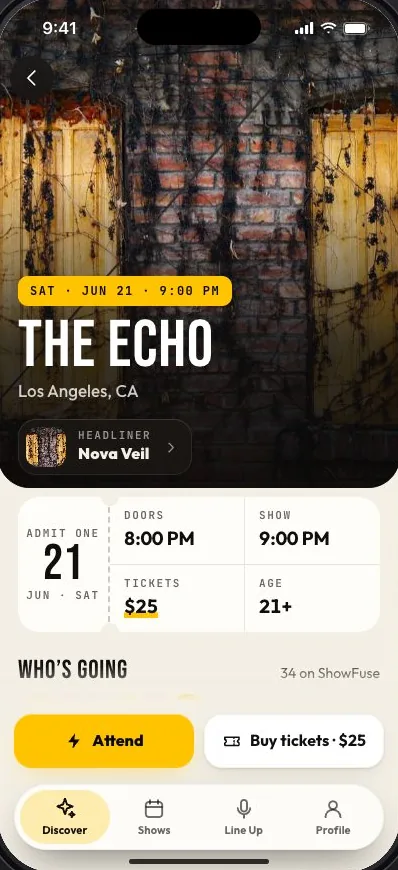 9:41
SAT · JUN 21 · 9:00 PM
THE ECHO
Los Angeles, CA
HEADLINER
Nova Veil
ADMIT ONE
21
JUN · SAT
DOORS
8:00 PM
SHOW
9:00 PM
TICKETS
$25
AGE
21+
WHO'S GOING
34 on ShowFuse
Attend
Buy tickets · $25
Discover
Shows
Line Up
Profile